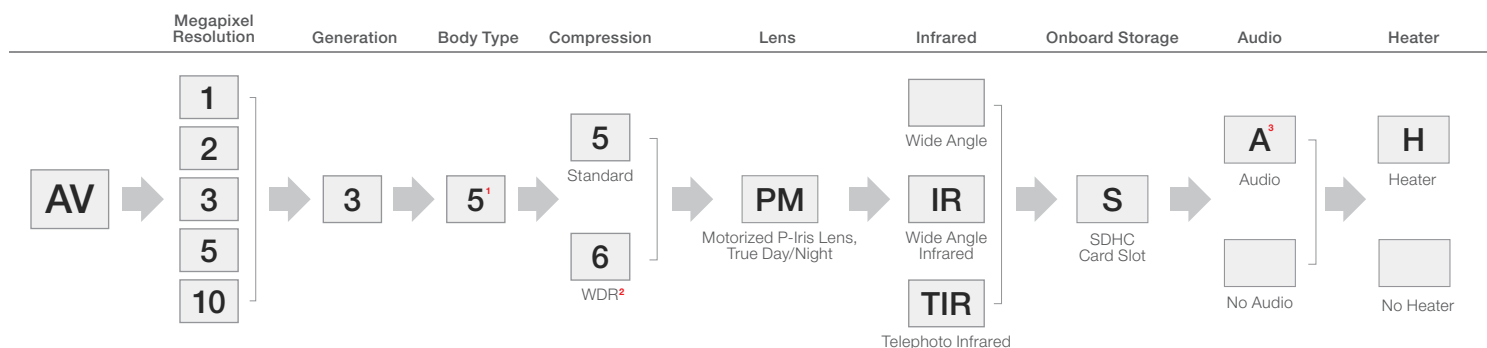 Megapixel
Resolution
Generation
Body Type
Compression
Lens
Infrared
Onboard Storage
Audio
Heater
AV
1
2
3
5
10
3
5¹
5
Standard
6
WDR²
PM
Motorized P-Iris Lens,
True Day/Night
Wide Angle
IR
Wide Angle
Infrared
TIR
Telephoto Infrared
S
SDHC
Card Slot
A³
Audio
No Audio
H
Heater
No Heater